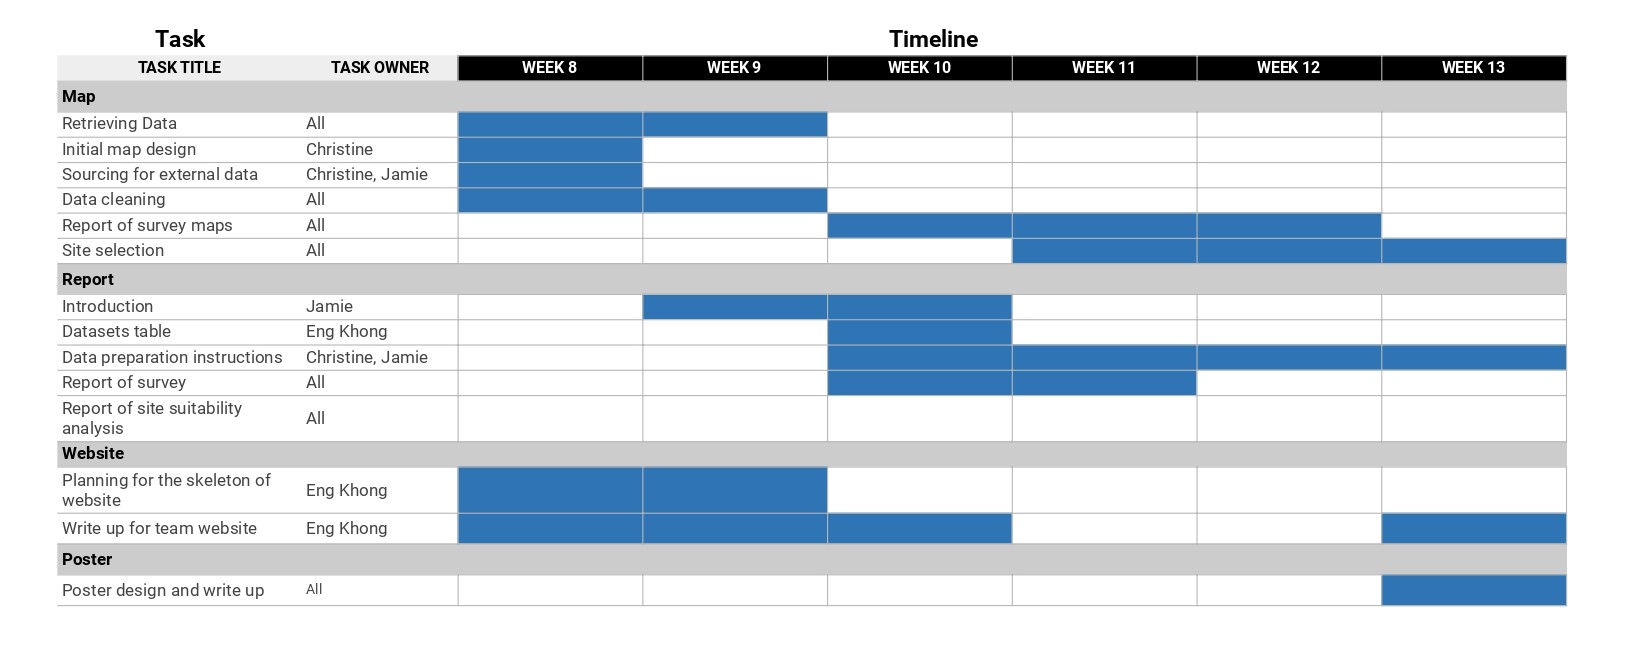 Task Timeline
TASK TITLE TASK OWNER WEEK 8 WEEK 9 WEEK 10 WEEK 11 WEEK 12 WEEK 13
Map
Retrieving Data All
Initial map design Christine
Sourcing for external data Christine, Jamie
Data cleaning All
Report of survey maps All
Site selection All
Report
Introduction Jamie
Datasets table Eng Khong
Data preparation instructions Christine, Jamie
Report of survey All
Report of site suitability
analysis All
Website
Planning for the skeleton of
website Eng Khong
Write up for team website Eng Khong
Poster
Poster design and write up All